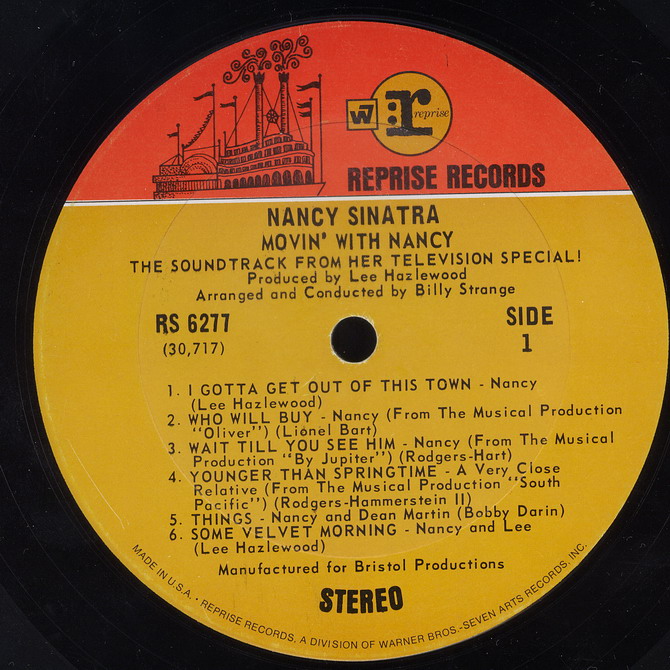 W7
r
reprise
REPRISE RECORDS
NANCY SINATRA
MOVIN' WITH NANCY
THE SOUNDTRACK FROM HER TELEVISION SPECIAL!
Produced by Lee Hazlewood
Arranged and Conducted by Billy Strange
RS 6277
(30,717)
SIDE
1
1. I GOTTA GET OUT OF THIS TOWN - Nancy
(Lee Hazlewood)
2. WHO WILL BUY - Nancy (From The Musical Production
"Oliver") (Lionel Bart)
3. WAIT TILL YOU SEE HIM - Nancy (From The Musical
Production "By Jupiter") (Rodgers-Hart)
4. YOUNGER THAN SPRINGTIME - A Very Close
Relative (From The Musical Production "South
Pacific") (Rodgers-Hammerstein II)
5. THINGS - Nancy and Dean Martin (Bobby Darin)
6. SOME VELVET MORNING - Nancy and Lee
(Lee Hazlewood)
Manufactured for Bristol Productions
STEREO
MADE IN U.S.A. • REPRISE RECORDS, A DIVISION OF WARNER BROS.-SEVEN ARTS RECORDS, INC.